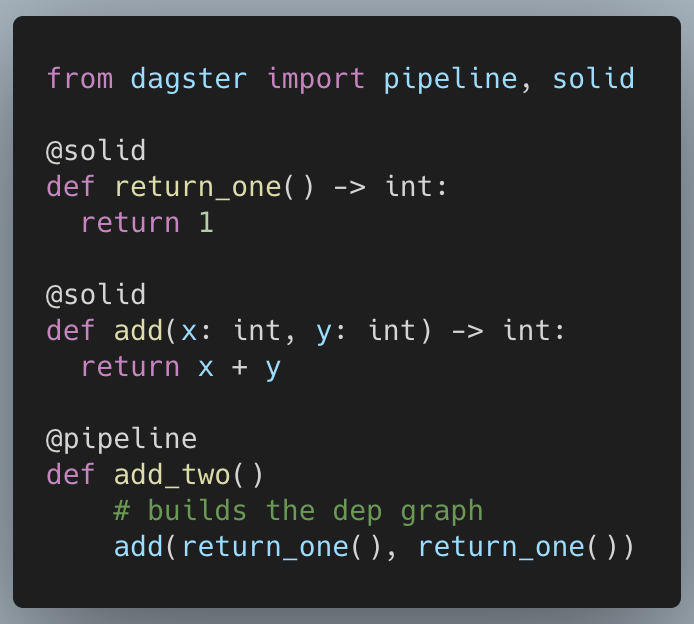 from dagster import pipeline, solid

@solid
def return_one() -> int:
  return 1

@solid
def add(x: int, y: int) -> int:
  return x + y

@pipeline
def add_two()
    # builds the dep graph
    add(return_one(), return_one())